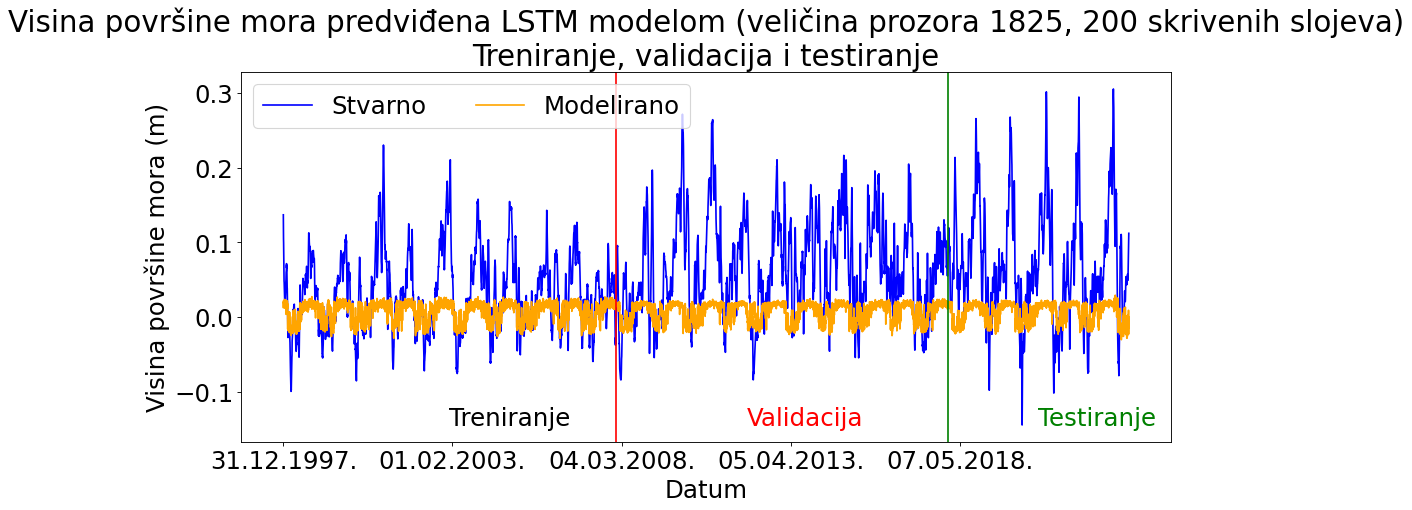 Visina površine mora predviđena LSTM modelom (veličina prozora 1825, 200 skrivenih slojeva)
Treniranje, validacija i testiranje
Stvarno
Modelirano
Visina površine mora (m)
0.3
0.2
0.1
0.0
−0.1
Treniranje
Validacija
Testiranje
31.12.1997.
01.02.2003.
04.03.2008.
05.04.2013.
07.05.2018.
Datum